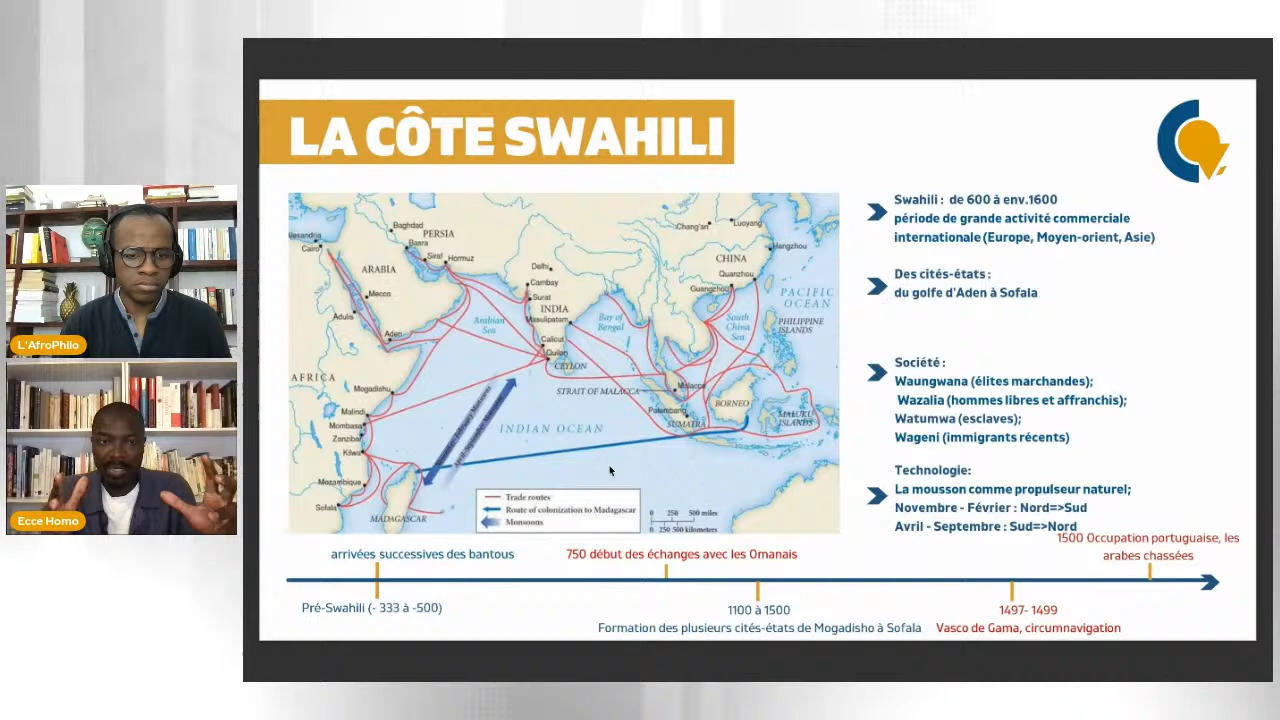 LA CÔTE SWAHILI
Baghdad
PERSIA
Basra
Siraf
Hormuz
Cairo
ARABIA
Mecca
Adulis
Aden
AFRICA
Mogadishu
Malindi
Mombasa
Zanzibar
Kilwa
Mozambique
Sofala
MADAGASCAR
Delhi
Cambay
Surat
INDIA
Masulipatam
Calicut
Quilon
CEYLON
Arabian
Sea
Bay of
Bengal
STRAIT OF MALACCA
INDIAN OCEAN
Chang'an
Luoyang
Hangzhou
CHINA
Quanzhou
Guangzhou
PACIFIC
OCEAN
PHILIPPINE
ISLANDS
South
China
Sea
Malacca
Palembang
BORNEO
SUMATRA
MALUKU
ISLANDS
Trade routes
Route of colonization to Madagascar
Monsoons
0 250 500 miles
0 250 500 kilometers
Swahili : de 600 à env.1600
période de grande activité commerciale
internationale (Europe, Moyen-orient, Asie)
Des cités-états :
du golfe d'Aden à Sofala
Société :
Waungwana (élites marchandes);
Wazalia (hommes libres et affranchis);
Watumwa (esclaves);
Wageni (immigrants récents)
Technologie:
La mousson comme propulseur naturel;
Novembre - Février : Nord=>Sud
Avril - Septembre : Sud=>Nord
1500 Occupation portuguaise, les
arabes chassées
arrivées successives des bantous
750 début des échanges avec les Omanais
Pré-Swahili (- 333 à -500)
1100 à 1500
Formation des plusieurs cités-états de Mogadisho à Sofala
1497- 1499
Vasco de Gama, circumnavigation
L'AfroPhilo
Ecce Homo